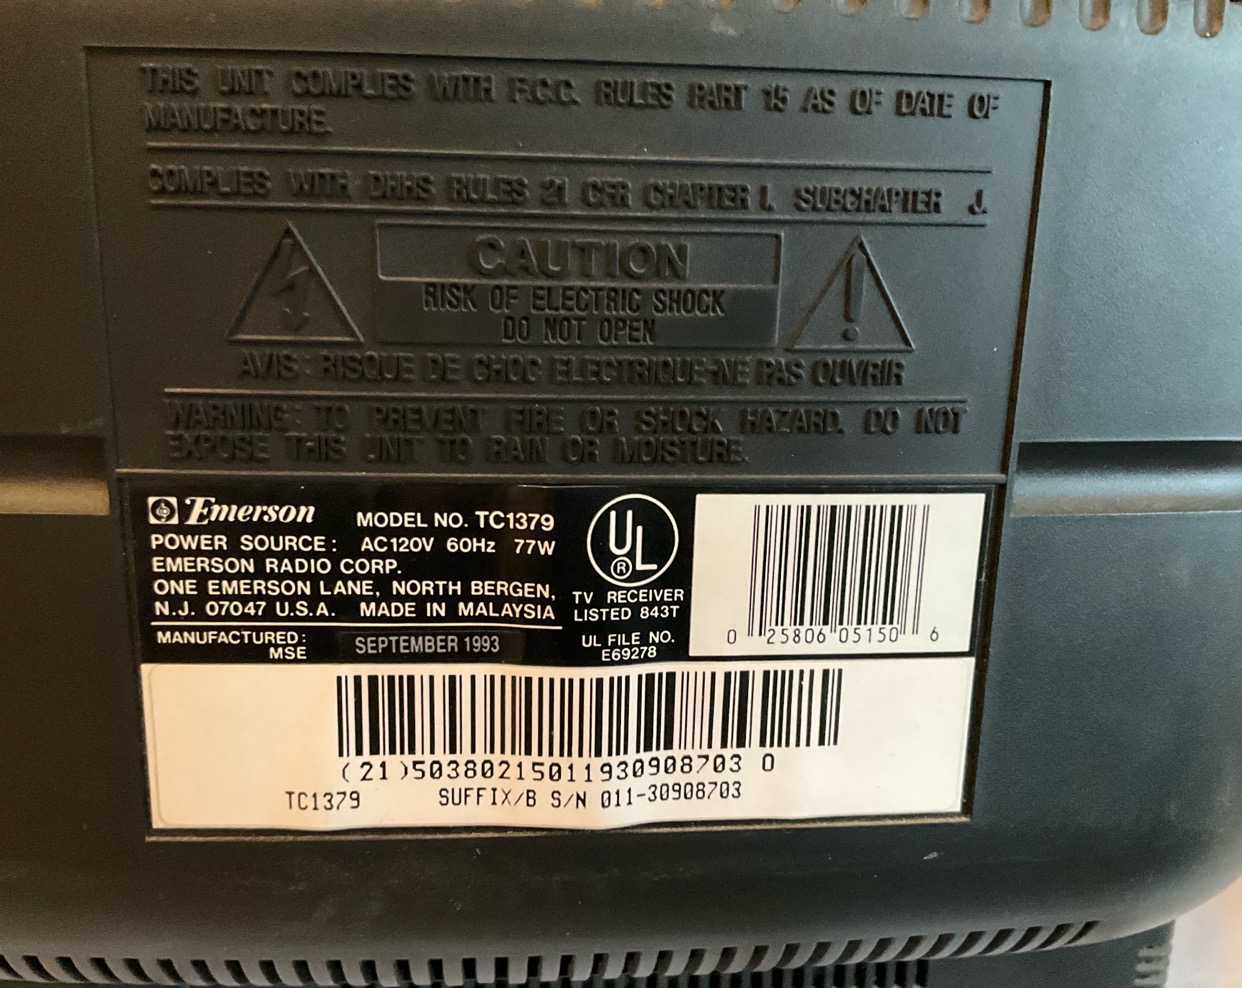 THIS UNIT COMPLIES WITH F.C.C. RULES PART 15 AS OF DATE OF
MANUFACTURE.
COMPLIES WITH DHHS RULES 21 CFR CHAPTER I, SUBCHAPTER J.
CAUTION
RISK OF ELECTRIC SHOCK
DO NOT OPEN
AVIS : RISQUE DE CHOC ELECTRIQUE-NE PAS OUVRIR
WARNING : TO PREVENT FIRE OR SHOCK HAZARD, DO NOT
EXPOSE THIS UNIT TO RAIN OR MOISTURE.
Emerson MODEL NO. TC1379
POWER SOURCE : AC120V 60Hz 77W
EMERSON RADIO CORP.
ONE EMERSON LANE, NORTH BERGEN,
N.J. 07047 U.S.A. MADE IN MALAYSIA
MANUFACTURED: SEPTEMBER 1993
MSE
UL ®
TV RECEIVER
LISTED 843T
UL FILE NO.
E69278
0 25806 05150 6
(21)50380215011930908703 0
TC1379 SUFFIX/B S/N 011-30908703